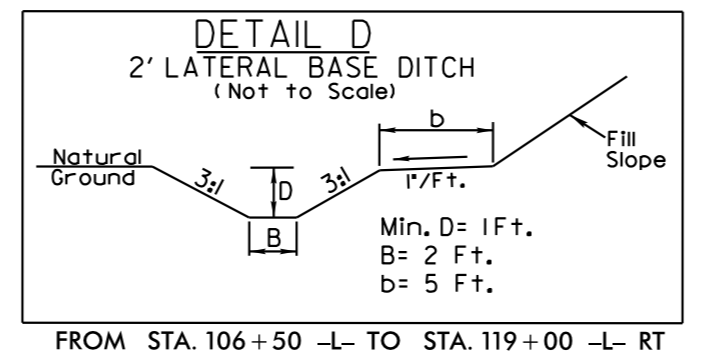 DETAIL D
2' LATERAL BASE DITCH
(Not to Scale)
b
Natural
Ground
3:1
D
3:1
1"/Ft.
Fill
Slope
B
Min. D= 1Ft.
B= 2 Ft.
b= 5 Ft.
FROM STA. 106+50 -L- TO STA. 119+00 -L- RT